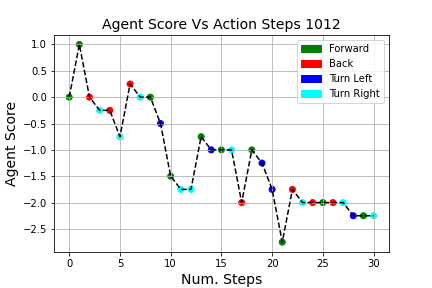 Agent Score Vs Action Steps 1012
1.0
0.5
0.0
−0.5
−1.0
−1.5
−2.0
−2.5
Agent Score
Forward
Back
Turn Left
Turn Right
0 5 10 15 20 25 30
Num. Steps